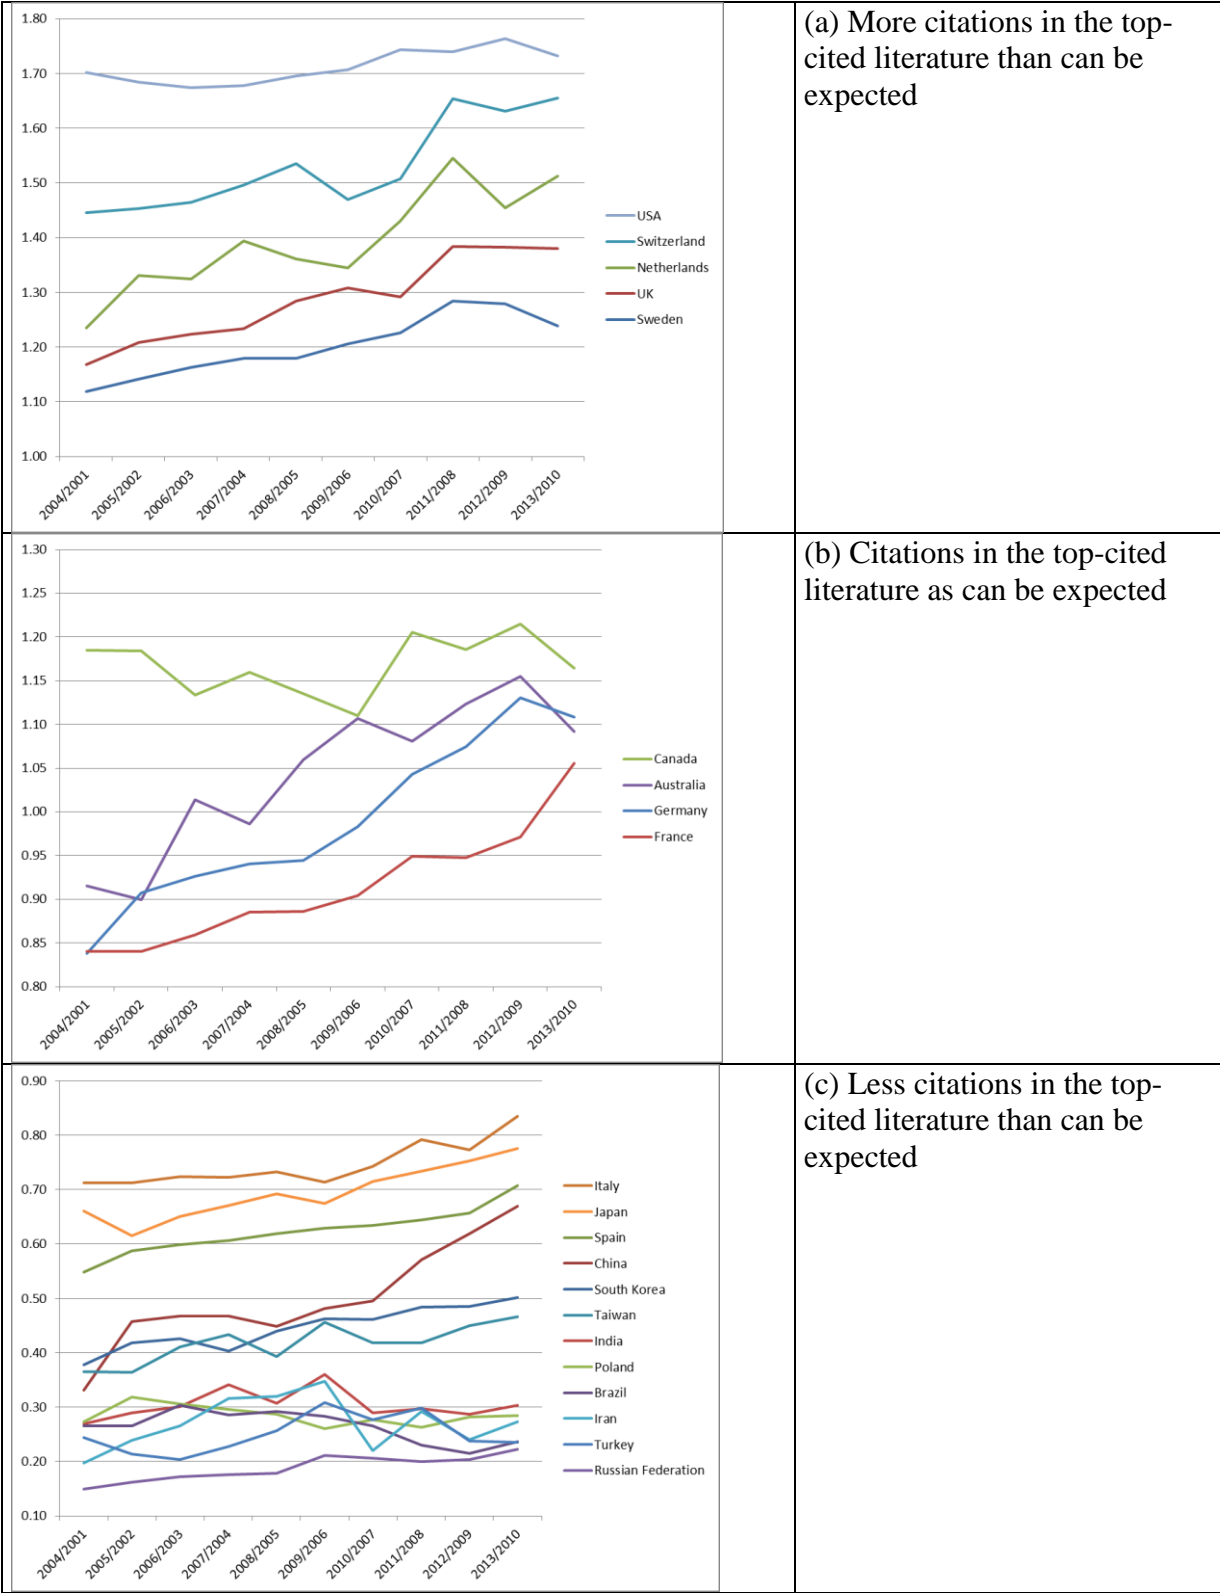 1.80
1.70
1.60
1.50
1.40
1.30
1.20
1.10
1.00
2004/2001
2005/2002
2006/2003
2007/2004
2008/2005
2009/2006
2010/2007
2011/2008
2012/2009
2013/2010
USA
Switzerland
Netherlands
UK
Sweden
(a) More citations in the top-
cited literature than can be
expected
1.30
1.25
1.20
1.15
1.10
1.05
1.00
0.95
0.90
0.85
0.80
2004/2001
2005/2002
2006/2003
2007/2004
2008/2005
2009/2006
2010/2007
2011/2008
2012/2009
2013/2010
Canada
Australia
Germany
France
(b) Citations in the top-cited
literature as can be expected
0.90
0.80
0.70
0.60
0.50
0.40
0.30
0.20
0.10
2004/2001
2005/2002
2006/2003
2007/2004
2008/2005
2009/2006
2010/2007
2011/2008
2012/2009
2013/2010
Italy
Japan
Spain
China
South Korea
Taiwan
India
Poland
Brazil
Iran
Turkey
Russian Federation
(c) Less citations in the top-
cited literature than can be
expected